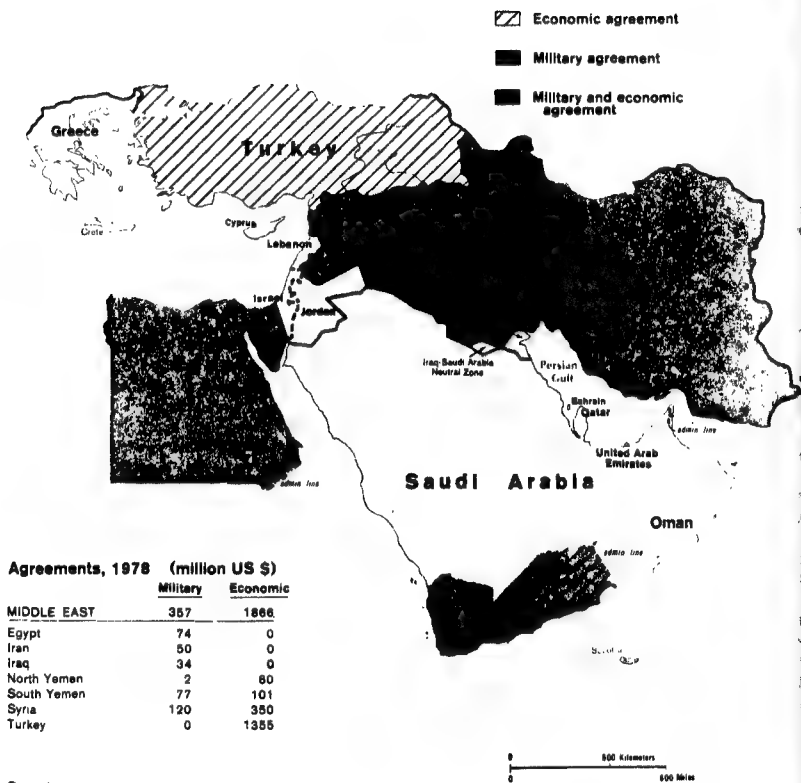 Economic agreement
Military agreement
Military and economic
agreement
Greece
Turkey
Crete
Cyprus
Lebanon
Israel
Jordan
Iraq-Saudi Arabia
Neutral Zone
Persian
Gulf
Bahrain
Qatar
admin line
United Arab
Emirates
admin line
Saudi Arabia
Oman
admin line
Agreements, 1978 (million US $)
Military Economic
MIDDLE EAST 357 1866
Egypt 74 0
Iran 50 0
Iraq 34 0
North Yemen 2 60
South Yemen 77 101
Syria 120 350
Turkey 0 1355
0 500 Kilometers
0 500 Miles